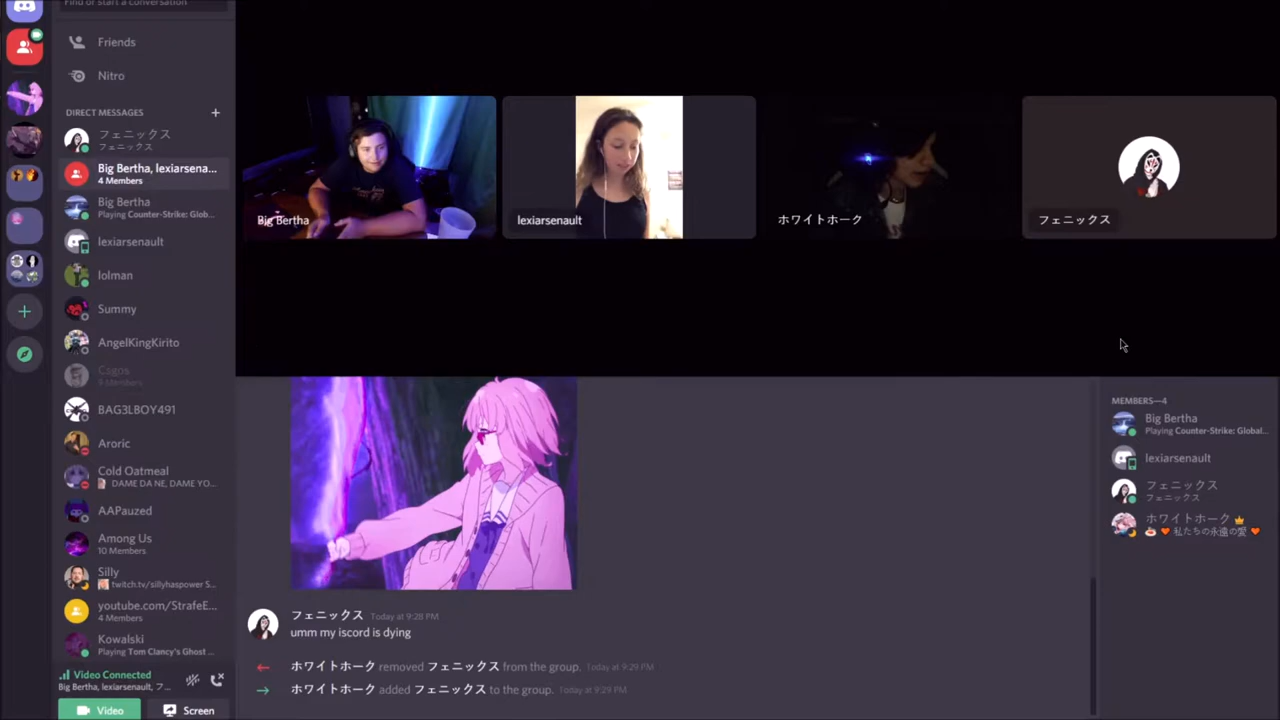 Find or start a conversation
Friends
Nitro
DIRECT MESSAGES
フェニックス
フェニックス
Big Bertha, lexiarsena...
4 Members
Big Bertha
Playing Counter-Strike: Glob...
lexiarsenault
lolman
Summy
AngelKingKirito
Csgos
9 Members
BAG3LBOY491
Aroric
Cold Oatmeal
DAME DA NE, DAME YO...
AAPauzed
Among Us
10 Members
Silly
twitch.tv/sillyhaspower S...
youtube.com/StrafeE...
4 Members
Kowalski
Playing Tom Clancy's Ghost ...
Video Connected
Big Bertha, lexiarsenault, フ...
Video
Screen
Big Bertha
lexiarsenault
ホワイトホーク
フェニックス
フェニックス Today at 9:28 PM
umm my iscord is dying
ホワイトホーク removed フェニックス from the group. Today at 9:29 PM
ホワイトホーク added フェニックス to the group. Today at 9:29 PM
MEMBERS—4
Big Bertha
Playing Counter-Strike: Global...
lexiarsenault
フェニックス
フェニックス
ホワイトホーク
私たちの永遠の愛